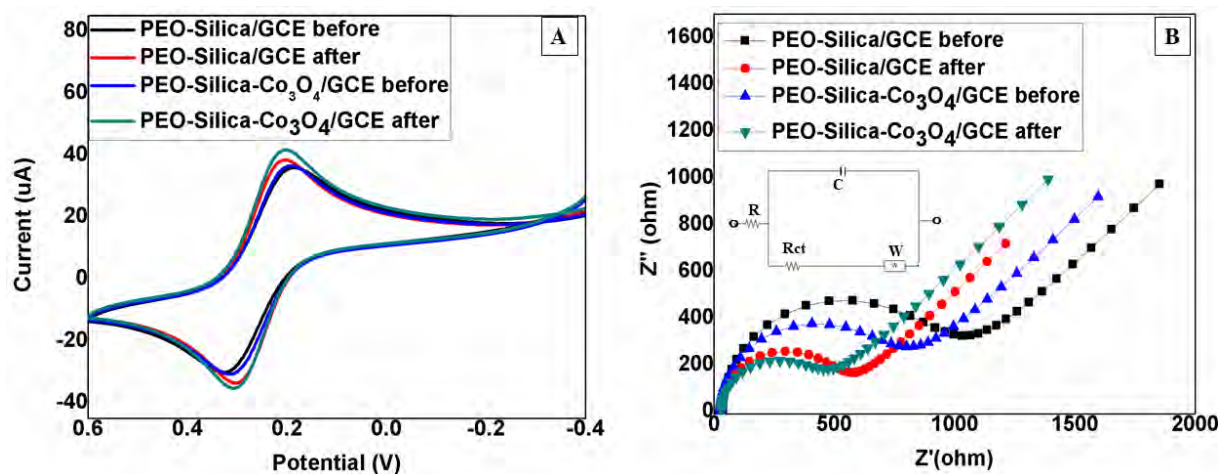 A
PEO-Silica/GCE before
PEO-Silica/GCE after
PEO-Silica-Co₃O₄/GCE before
PEO-Silica-Co₃O₄/GCE after
80
60
40
20
0
-20
-40
Current (uA)
0.6 0.4 0.2 0.0 -0.2 -0.4
Potential (V)
B
PEO-Silica/GCE before
PEO-Silica/GCE after
PEO-Silica-Co₃O₄/GCE before
PEO-Silica-Co₃O₄/GCE after
C
R
Rct
W
1600
1400
1200
1000
800
600
400
200
0
Z'' (ohm)
0 500 1000 1500 2000
Z'(ohm)